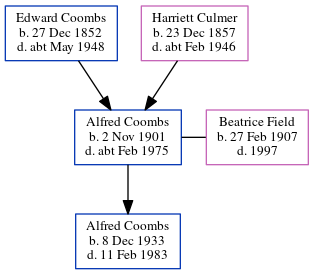 Edward Coombs
b. 27 Dec 1852
d. abt May 1948
Harriett Culmer
b. 23 Dec 1857
d. abt Feb 1946
Alfred Coombs
b. 2 Nov 1901
d. abt Feb 1975
Beatrice Field
b. 27 Feb 1907
d. 1997
Alfred Coombs
b. 8 Dec 1933
d. 11 Feb 1983